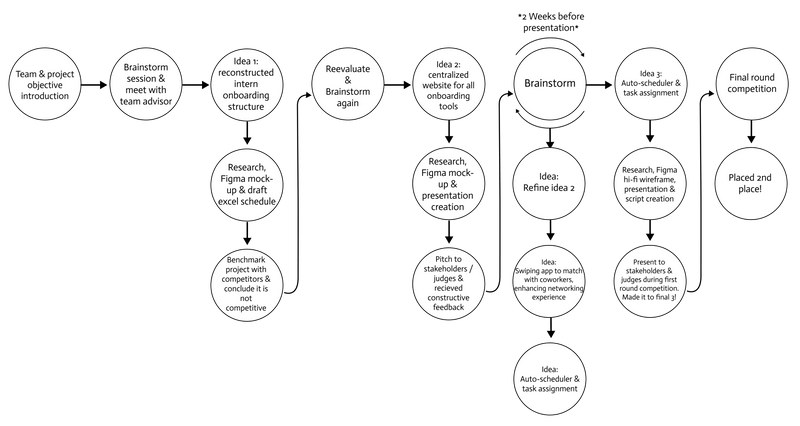 *2 Weeks before
presentation*
Team & project
objective
introduction
Brainstorm
session &
meet with
team advisor
Idea 1:
reconstructed
intern
onboarding
structure
Research,
Figma mock-
up & draft
excel schedule
Benchmark
project with
competitors &
conclude it is
not
competitive
Reevaluate
&
Brainstorm
again
Idea 2:
centralized
website for all
onboarding
tools
Research,
Figma mock-
up &
presentation
creation
Pitch to
stakeholders /
judges &
recieved
constructive
feedback
Brainstorm
Idea:
Refine idea 2
Idea:
Swiping app to match
with coworkers,
enhancing networking
experience
Idea:
Auto-scheduler &
task assignment
Idea 3:
Auto-scheduler &
task assignment
Research, Figma
hi-fi wireframe,
presentation &
script creation
Present to
stakeholders &
judges during first
round competition.
Made it to final 3!
Final round
competition
Placed 2nd
place!